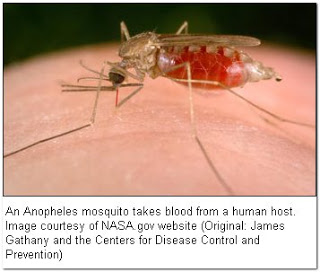 An Anopheles mosquito takes blood from a human host.
Image courtesy of NASA.gov website (Original: James
Gathany and the Centers for Disease Control and
Prevention)